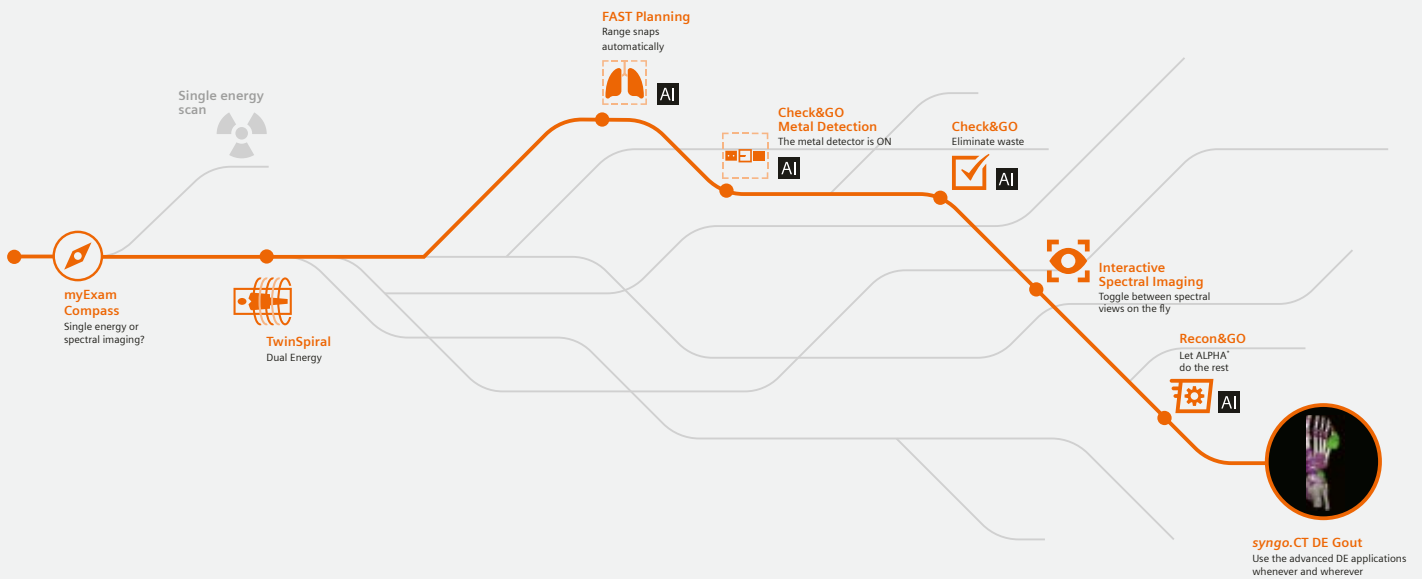 FAST Planning
Range snaps
automatically
AI
Single energy
scan
Check&GO
Metal Detection
The metal detector is ON
AI
Check&GO
Eliminate waste
AI
myExam
Compass
Single energy or
spectral imaging?
TwinSpiral
Dual Energy
Interactive
Spectral Imaging
Toggle between spectral
views on the fly
Recon&GO
Let ALPHA*
do the rest
AI
syngo.CT DE Gout
Use the advanced DE applications
whenever and wherever